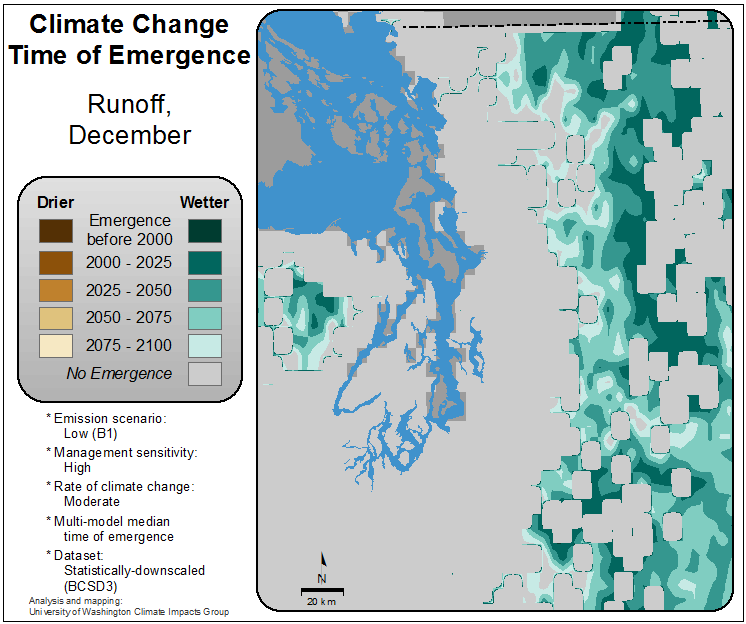 Climate Change
Time of Emergence
Runoff,
December
Drier
Wetter
Emergence
before 2000
2000 - 2025
2025 - 2050
2050 - 2075
2075 - 2100
No Emergence
* Emission scenario:
Low (B1)
* Management sensitivity:
High
* Rate of climate change:
Moderate
* Multi-model median
time of emergence
* Dataset:
Statistically-downscaled
(BCSD3)
Analysis and mapping:
University of Washington Climate Impacts Group
N
20 km